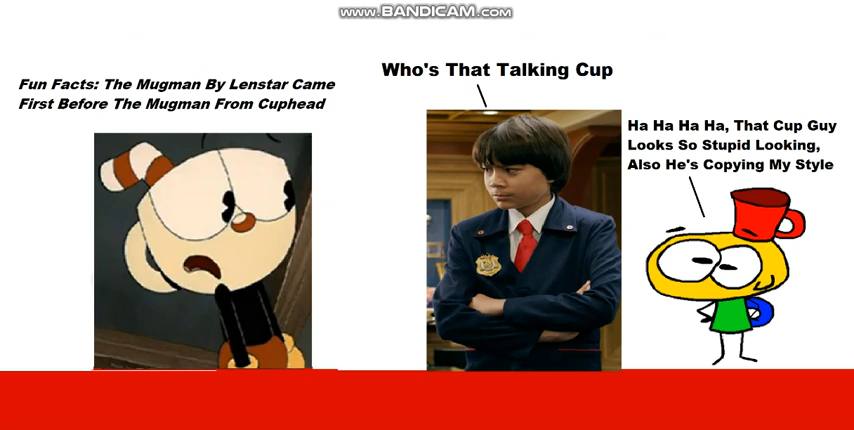 www.BANDICAM.com
Fun Facts: The Mugman By Lenstar Came
First Before The Mugman From Cuphead
Who's That Talking Cup
Ha Ha Ha Ha, That Cup Guy
Looks So Stupid Looking,
Also He's Copying My Style